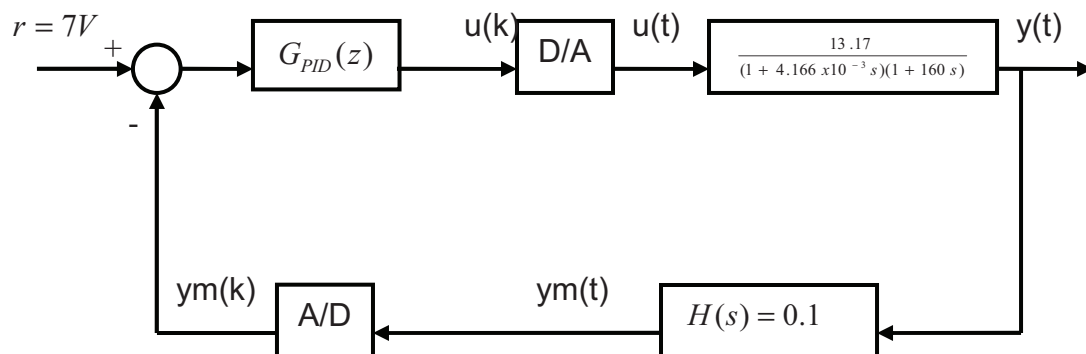 r = 7V
+
-
G_PID(z)
u(k)
D/A
u(t)
13 .17
(1 + 4.166 x10⁻³ s)(1 + 160 s)
y(t)
ym(k)
A/D
ym(t)
H(s) = 0.1